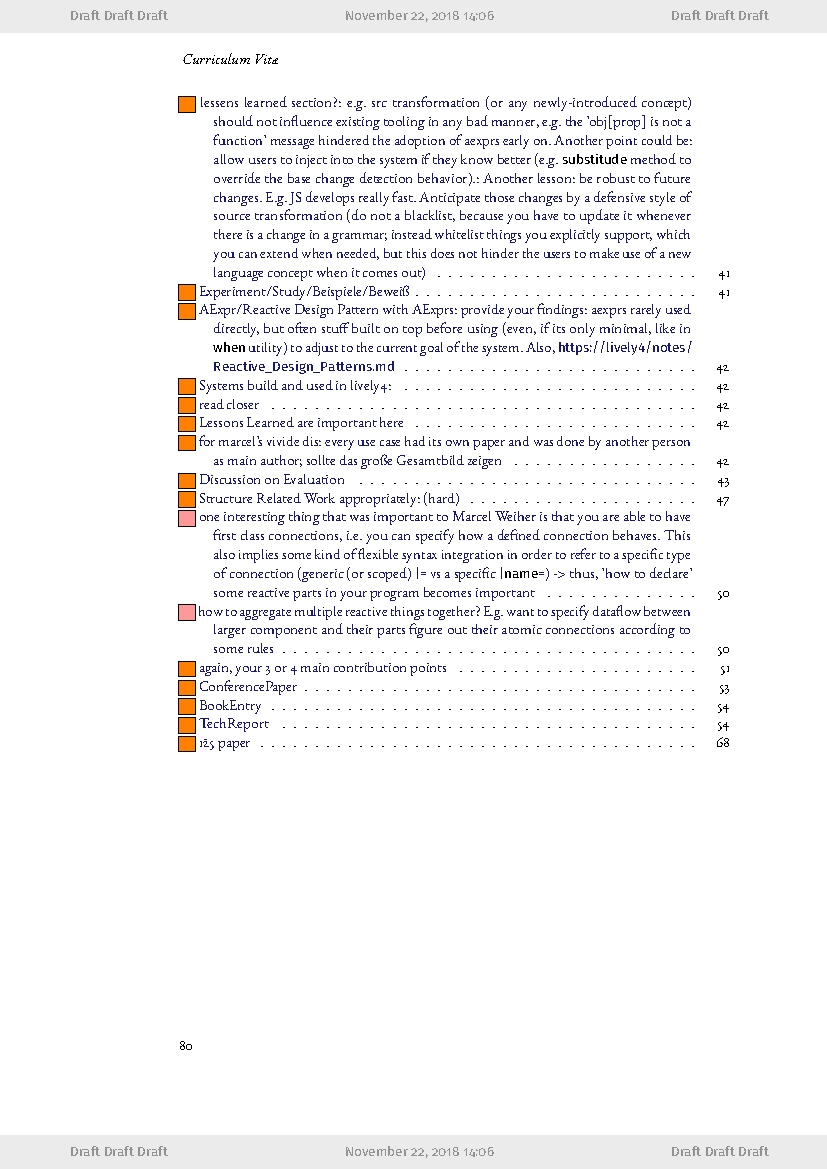 Draft Draft Draft November 22, 2018 14:06 Draft Draft Draft
Curriculum Vitæ
lessens learned section?: e.g. src transformation (or any newly-introduced concept)
should not influence existing tooling in any bad manner, e.g. the 'obj[prop] is not a
function' message hindered the adoption of aexprs early on. Another point could be:
allow users to inject into the system if they know better (e.g. substitude method to
override the base change detection behavior).: Another lesson: be robust to future
changes. E.g. JS develops really fast. Anticipate those changes by a defensive style of
source transformation (do not a blacklist, because you have to update it whenever
there is a change in a grammar; instead whitelist things you explicitly support, which
you can extend when needed, but this does not hinder the users to make use of a new
language concept when it comes out) . . . . . . . . . . . . . . . . . . . . . . . . 41
Experiment/Study/Beispiele/Beweiß . . . . . . . . . . . . . . . . . . . . . . . . . . 41
AExpr/Reactive Design Pattern with AExprs: provide your findings: aexprs rarely used
directly, but often stuff built on top before using (even, if its only minimal, like in
when utility) to adjust to the current goal of the system. Also, https://lively4/notes/
Reactive_Design_Patterns.md . . . . . . . . . . . . . . . . . . . . . . . . . . . 42
Systems build and used in lively4: . . . . . . . . . . . . . . . . . . . . . . . . . . . 42
read closer . . . . . . . . . . . . . . . . . . . . . . . . . . . . . . . . . . . . . . . 42
Lessons Learned are important here . . . . . . . . . . . . . . . . . . . . . . . . . . 42
for marcel's vivide dis: every use case had its own paper and was done by another person
as main author; sollte das große Gesamtbild zeigen . . . . . . . . . . . . . . . . . 42
Discussion on Evaluation . . . . . . . . . . . . . . . . . . . . . . . . . . . . . . . 43
Structure Related Work appropriately: (hard) . . . . . . . . . . . . . . . . . . . . . 47
one interesting thing that was important to Marcel Weiher is that you are able to have
first class connections, i.e. you can specify how a defined connection behaves. This
also implies some kind of flexible syntax integration in order to refer to a specific type
of connection (generic (or scoped) |= vs a specific |name=) -> thus, 'how to declare'
some reactive parts in your program becomes important . . . . . . . . . . . . . . 50
how to aggregate multiple reactive things together? E.g. want to specify dataflow between
larger component and their parts figure out their atomic connections according to
some rules . . . . . . . . . . . . . . . . . . . . . . . . . . . . . . . . . . . . . . 50
again, your 3 or 4 main contribution points . . . . . . . . . . . . . . . . . . . . . . 51
ConferencePaper . . . . . . . . . . . . . . . . . . . . . . . . . . . . . . . . . . . . 53
BookEntry . . . . . . . . . . . . . . . . . . . . . . . . . . . . . . . . . . . . . . . 54
TechReport . . . . . . . . . . . . . . . . . . . . . . . . . . . . . . . . . . . . . . 54
125 paper . . . . . . . . . . . . . . . . . . . . . . . . . . . . . . . . . . . . . . . . 68
80
Draft Draft Draft November 22, 2018 14:06 Draft Draft Draft